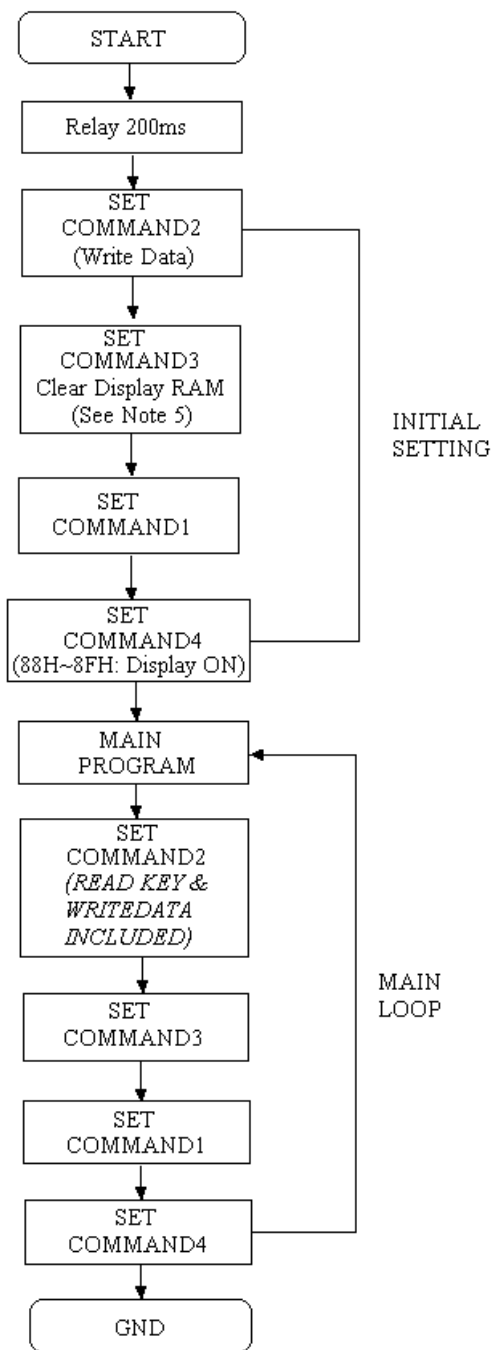 START
Relay 200ms
SET
COMMAND2
(Write Data)
SET
COMMAND3
Clear Display RAM
(See Note 5)
INITIAL
SETTING
SET
COMMAND1
SET
COMMAND4
(88H~8FH: Display ON)
MAIN
PROGRAM
SET
COMMAND2
(READ KEY &
WRITEDATA
INCLUDED)
MAIN
LOOP
SET
COMMAND3
SET
COMMAND1
SET
COMMAND4
GND